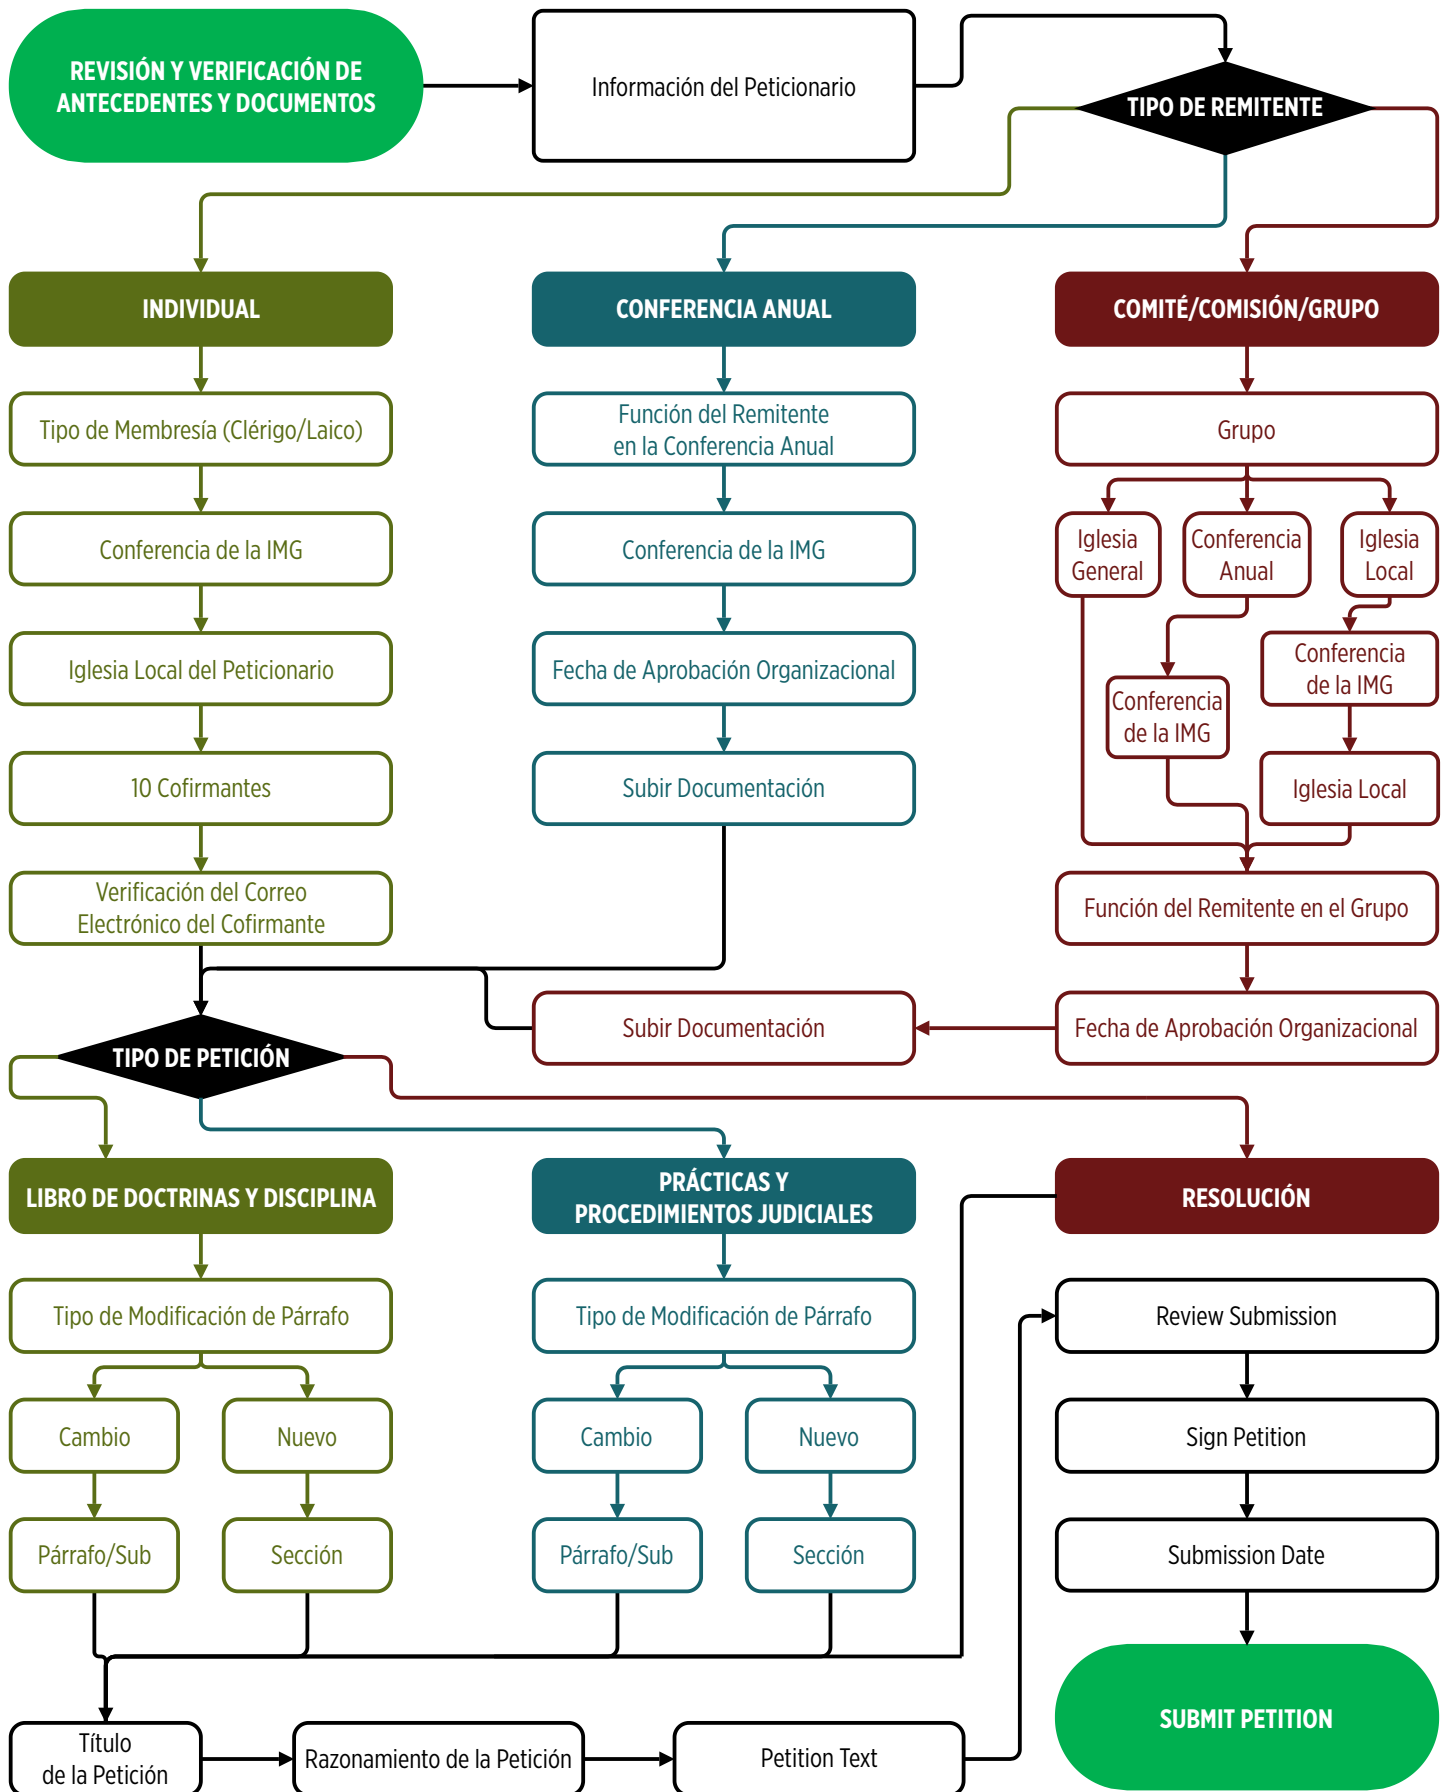 REVISIÓN Y VERIFICACIÓN DE
ANTECEDENTES Y DOCUMENTOS
Información del Peticionario
TIPO DE REMITENTE
INDIVIDUAL
Tipo de Membresía (Clérigo/Laico)
Conferencia de la IMG
Iglesia Local del Peticionario
10 Cofirmantes
Verificación del Correo
Electrónico del Cofirmante
CONFERENCIA ANUAL
Función del Remitente
en la Conferencia Anual
Conferencia de la IMG
Fecha de Aprobación Organizacional
Subir Documentación
COMITÉ/COMISIÓN/GRUPO
Grupo
Iglesia
General
Conferencia
Anual
Iglesia
Local
Conferencia
de la IMG
Conferencia
de la IMG
Iglesia Local
Función del Remitente en el Grupo
Fecha de Aprobación Organizacional
Subir Documentación
TIPO DE PETICIÓN
LIBRO DE DOCTRINAS Y DISCIPLINA
Tipo de Modificación de Párrafo
Cambio
Nuevo
Párrafo/Sub
Sección
PRÁCTICAS Y
PROCEDIMIENTOS JUDICIALES
Tipo de Modificación de Párrafo
Cambio
Nuevo
Párrafo/Sub
Sección
RESOLUCIÓN
Título
de la Petición
Razonamiento de la Petición
Petition Text
Review Submission
Sign Petition
Submission Date
SUBMIT PETITION